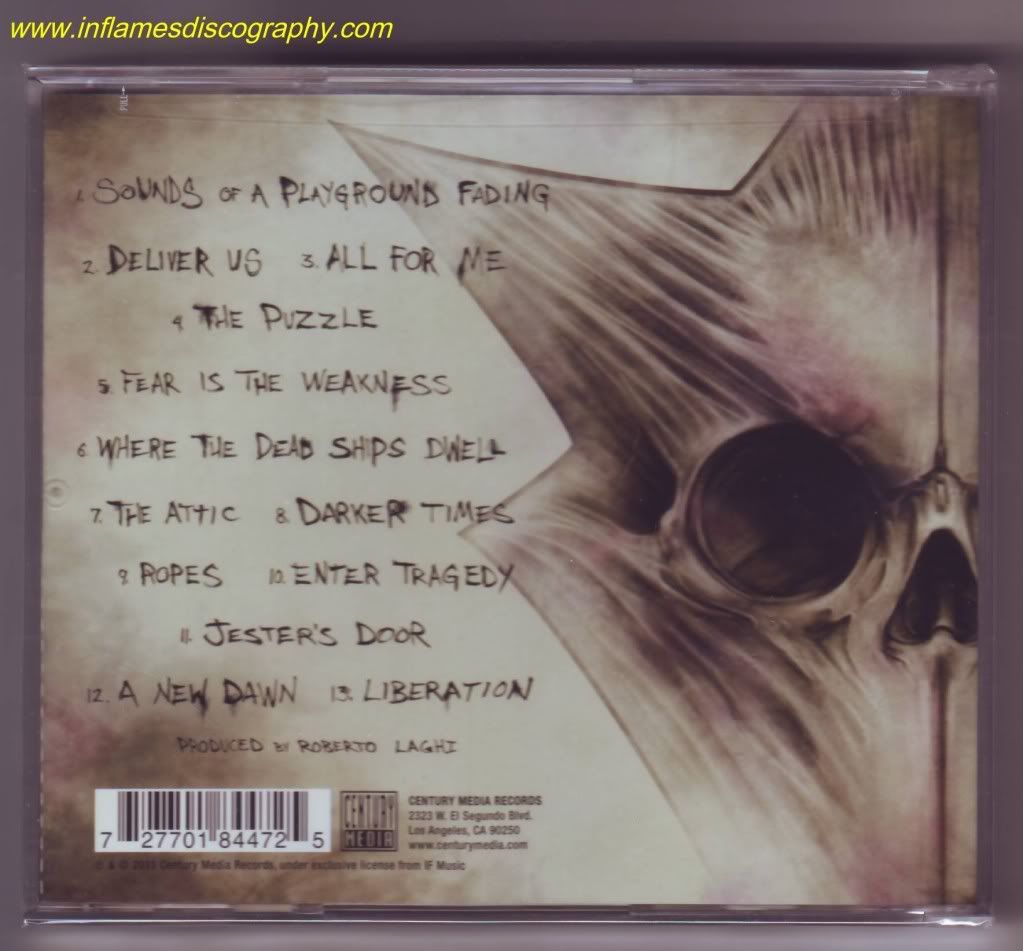 www.inflamesdiscography.com
PULL→
1. SOUNDS OF A PLAYGROUND FADING
2. DELIVER US 3. ALL FOR ME
4. THE PUZZLE
5. FEAR IS THE WEAKNESS
6. WHERE THE DEAD SHIPS DWELL
7. THE ATTIC 8. DARKER TIMES
9. ROPES 10. ENTER TRAGEDY
11. JESTER'S DOOR
12. A NEW DAWN 13. LIBERATION
PRODUCED BY ROBERTO LAGHI
7 27701 84472 5
CENTURY MEDIA
CENTURY MEDIA RECORDS
2323 W. El Segundo Blvd.
Los Angeles, CA 90250
www.centurymedia.com
℗ & © 2011 Century Media Records, under exclusive license from IF Music